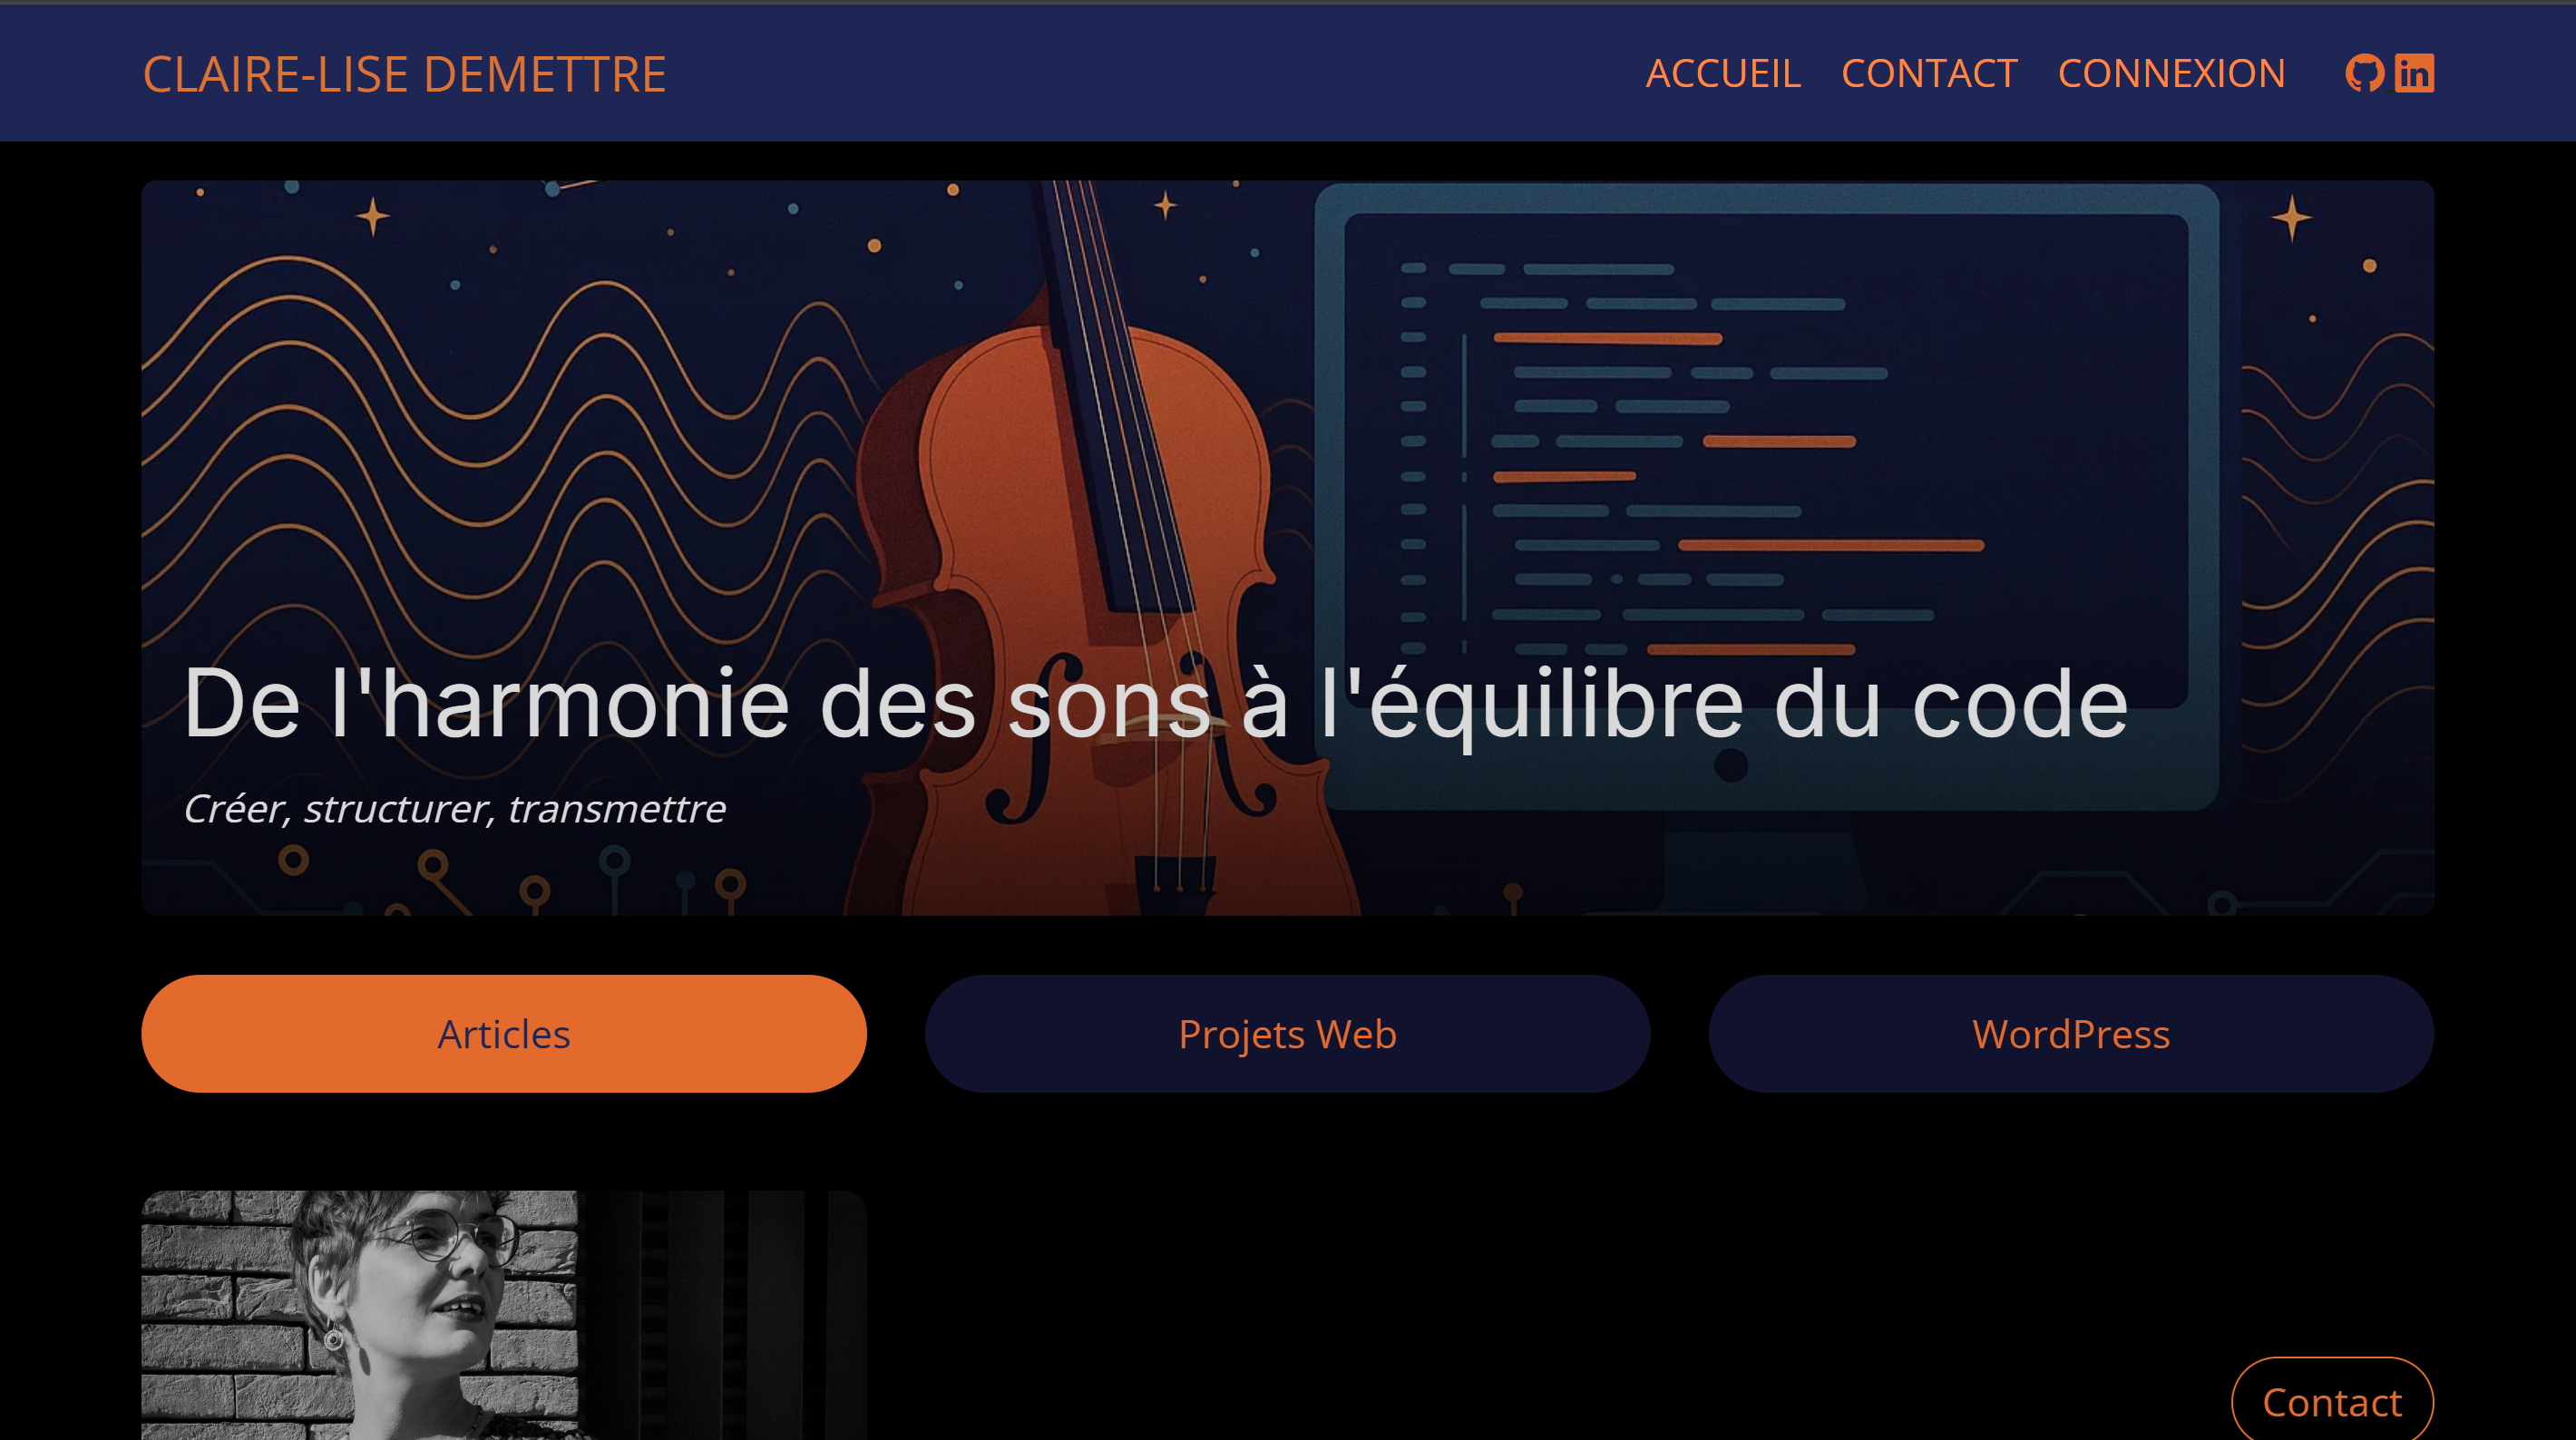 CLAIRE-LISE DEMETTRE
ACCUEIL CONTACT CONNEXION in
De l'harmonie des sons à l'équilibre du code
Créer, structurer, transmettre
Articles
Projets Web
WordPress
Contact